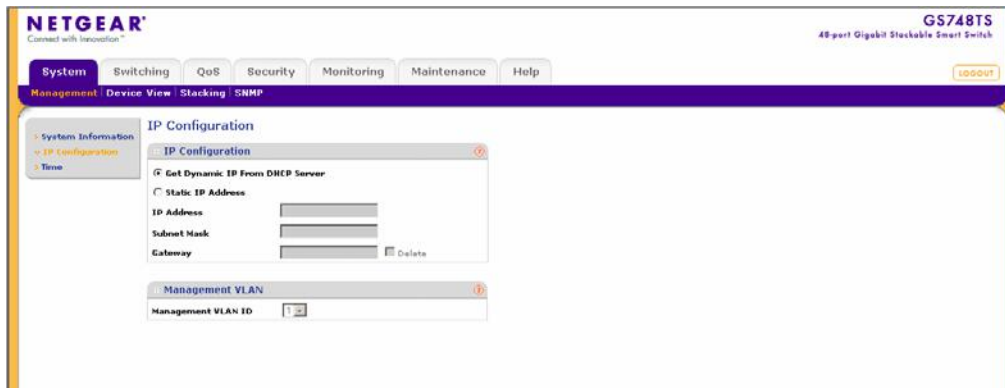 NETGEAR
Connect with Innovation™
GS748TS
48-port Gigabit Stackable Smart Switch
System Switching QoS Security Monitoring Maintenance Help
LOGOUT
Management Device View Stacking SNMP
System Information
IP Configuration
Time
IP Configuration
IP Configuration
Get Dynamic IP From DHCP Server
Static IP Address
IP Address
Subnet Mask
Gateway Delete
Management VLAN
Management VLAN ID 1